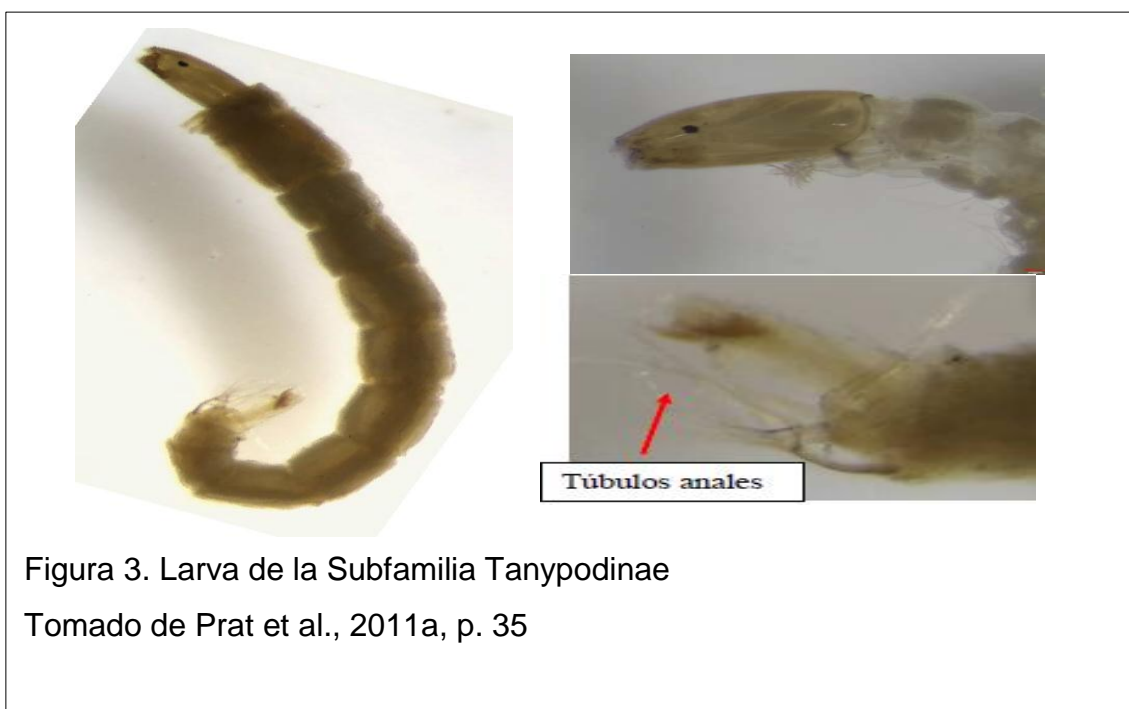 Túbulos anales
Figura 3. Larva de la Subfamilia Tanypodinae
Tomado de Prat et al., 2011a, p. 35